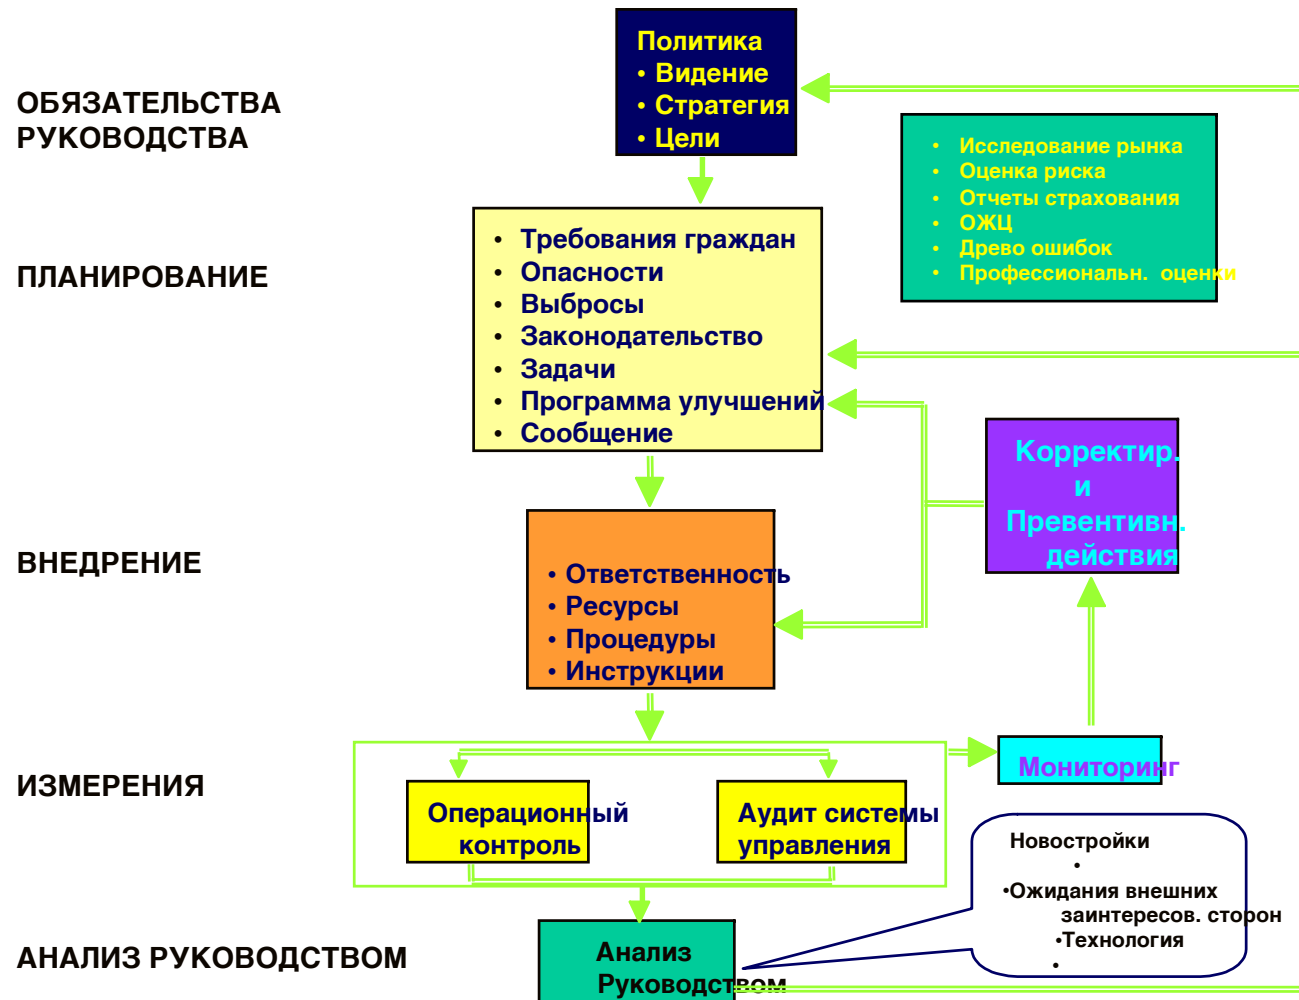 Политика
• Видение
• Стратегия
• Цели
ОБЯЗАТЕЛЬСТВА
РУКОВОДСТВА
• Исследование рынка
• Оценка риска
• Отчеты страхования
• ОЖЦ
• Древо ошибок
• Профессиональн. оценки
ПЛАНИРОВАНИЕ
• Требования граждан
• Опасности
• Выбросы
• Законодательство
• Задачи
• Программа улучшений
• Сообщение
Корректир.
и
Превентивн.
действия
ВНЕДРЕНИЕ
• Ответственность
• Ресурсы
• Процедуры
• Инструкции
ИЗМЕРЕНИЯ
Операционный
контроль
Аудит системы
управления
Мониторинг
Новостройки
•
•Ожидания внешних
заинтересов. сторон
•Технология
•
АНАЛИЗ РУКОВОДСТВОМ
Анализ
Руководством